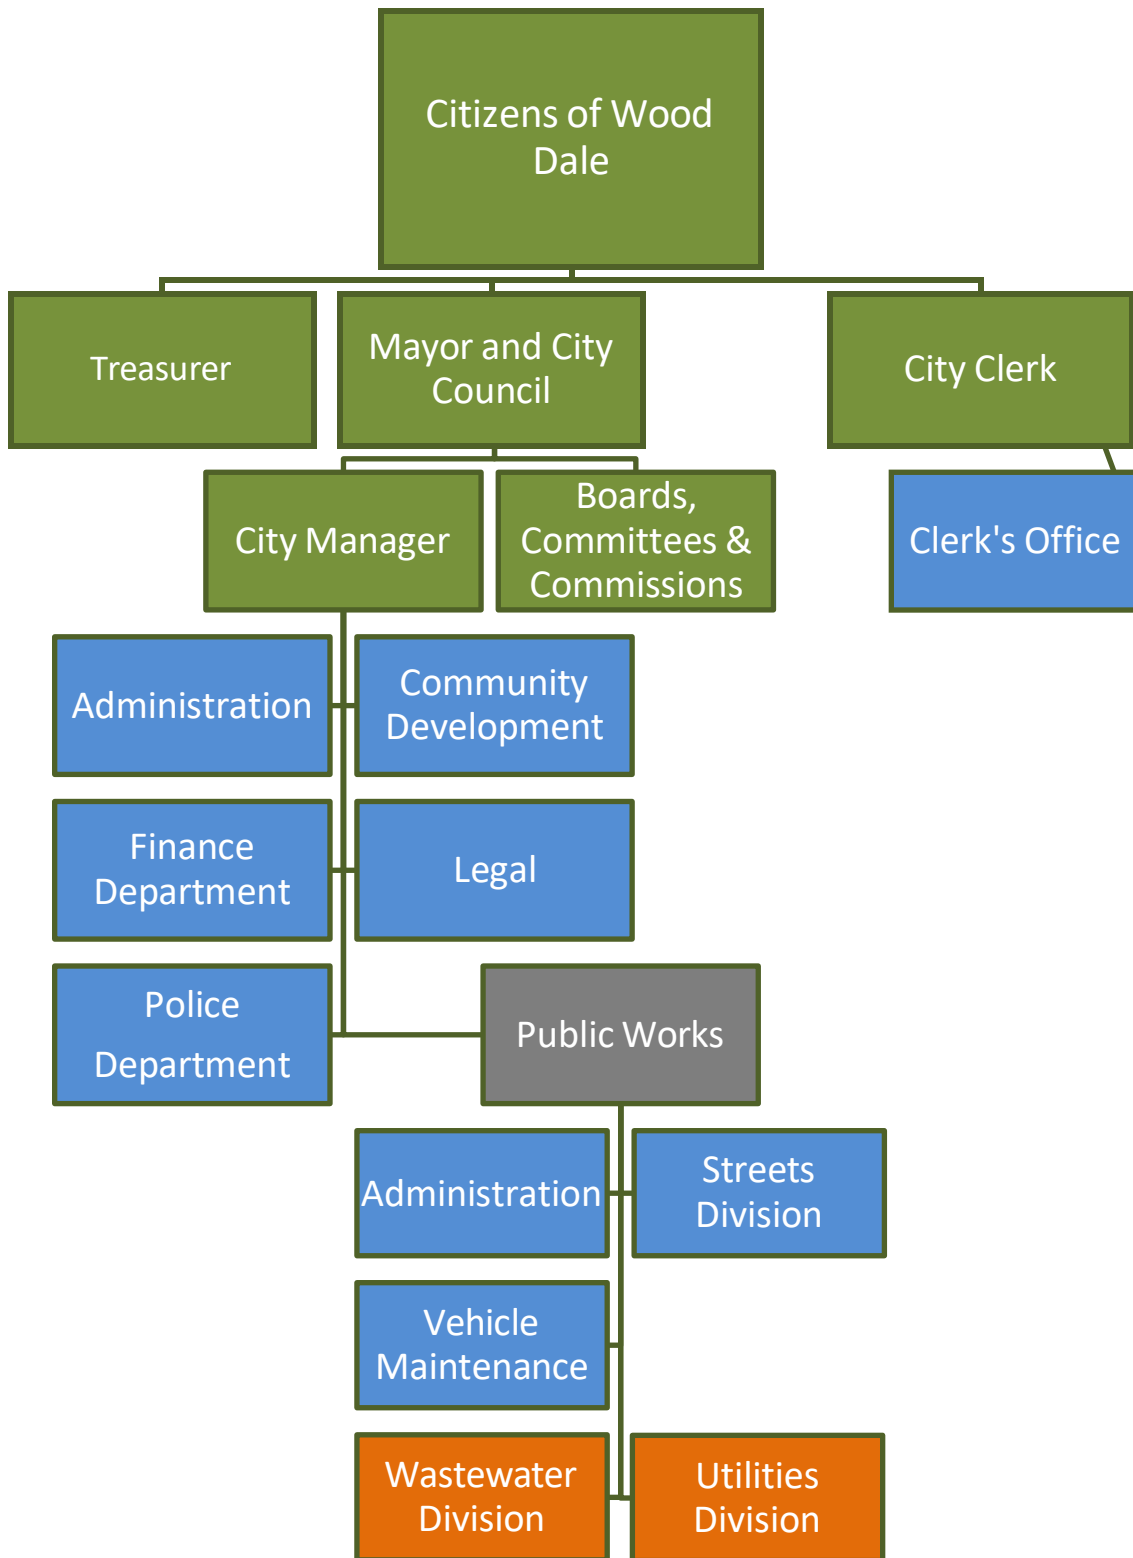 Citizens of Wood
Dale
Treasurer
Mayor and City
Council
City Clerk
City Manager
Boards,
Committees &
Commissions
Clerk's Office
Administration
Community
Development
Finance
Department
Legal
Police
Department
Public Works
Administration
Streets
Division
Vehicle
Maintenance
Wastewater
Division
Utilities
Division